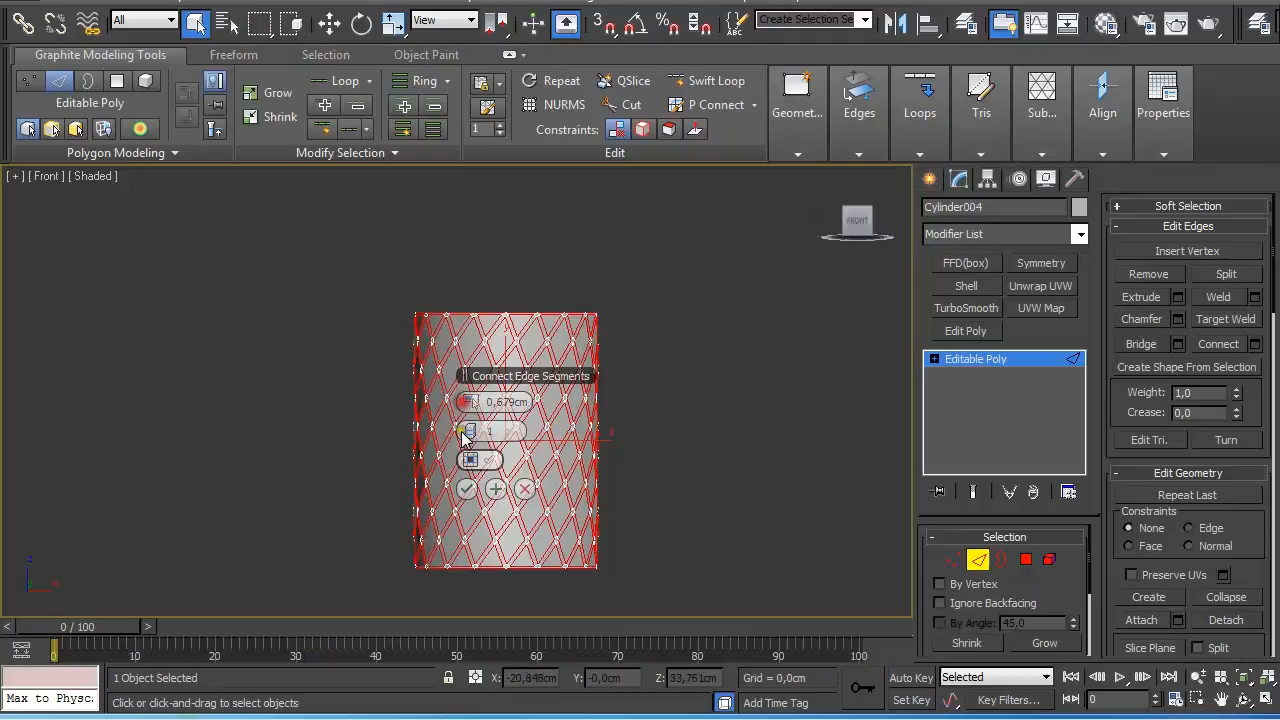 All
View
3
Create Selection Se
Graphite Modeling Tools
Freeform
Selection
Object Paint
Editable Poly
Polygon Modeling
Grow
Shrink
Loop
Ring
Modify Selection
1
Repeat
QSlice
Swift Loop
NURMS
Cut
P Connect
Constraints:
Edit
Geomet...
Edges
Loops
Tris
Sub...
Align
Properties
[ + ] [ Front ] [ Shaded ]
FRONT
Connect Edge Segments
0,679cm
1
z
x
Cylinder004
Modifier List
FFD(box)
Symmetry
Shell
Unwrap UVW
TurboSmooth
UVW Map
Edit Poly
Editable Poly
Selection
By Vertex
Ignore Backfacing
By Angle:
45,0
Shrink
Grow
Soft Selection
Edit Edges
Insert Vertex
Remove
Split
Extrude
Weld
Chamfer
Target Weld
Bridge
Connect
Create Shape From Selection
Weight:
1,0
Crease:
0,0
Edit Tri.
Turn
Edit Geometry
Repeat Last
Constraints
None
Edge
Face
Normal
Preserve UVs
Create
Collapse
Attach
Detach
Slice Plane
Split
0 / 100
0
10
20
30
40
50
60
70
80
90
100
1 Object Selected
X:
-20,848cm
Y:
-0,0cm
Z:
33,761cm
Grid = 0,0cm
Auto Key
Selected
Max to Physc
Click or click-and-drag to select objects
Add Time Tag
Set Key
Key Filters...
0